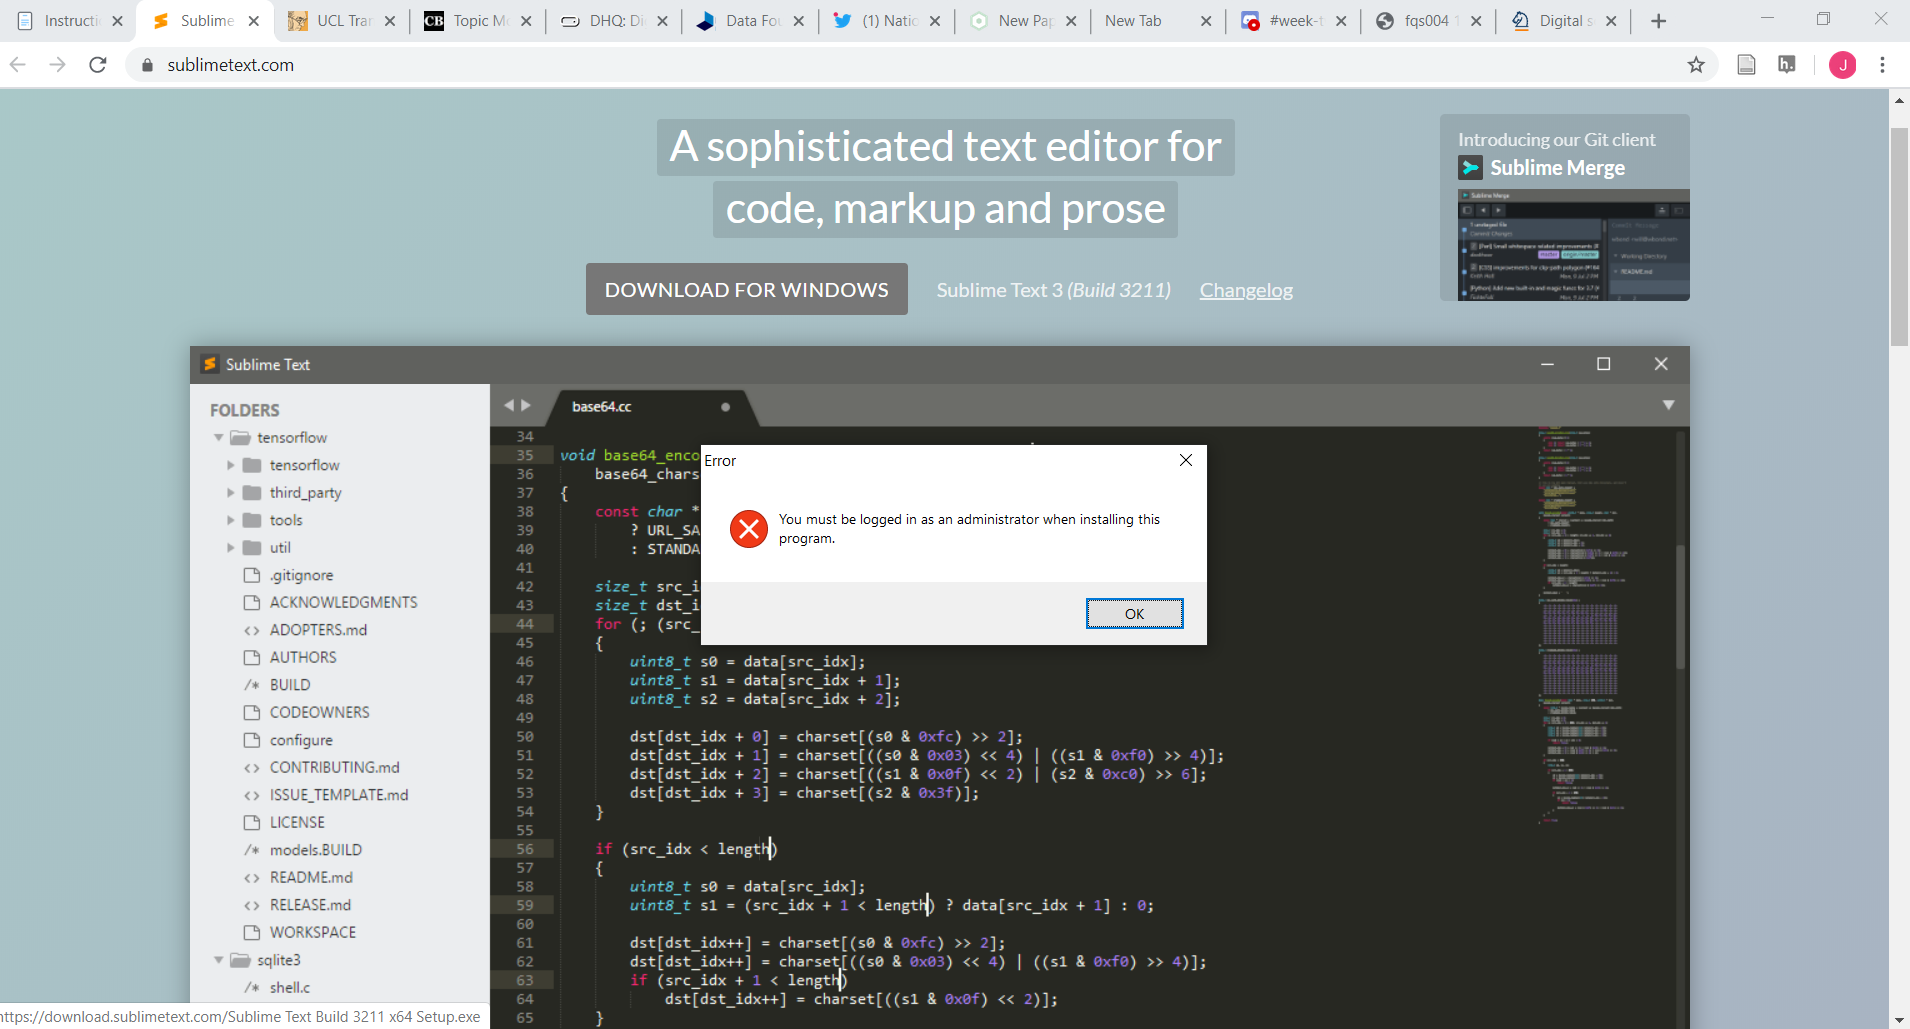 Instructi
Sublime
UCL Tran
Topic Mo
DHQ: Di
Data Fou
(1) Natio
New Pap
New Tab
#week-t
fqs004 1
Digital s
sublimetext.com
J
A sophisticated text editor for
code, markup and prose
DOWNLOAD FOR WINDOWS
Sublime Text 3 (Build 3211)
Changelog
Introducing our Git client
Sublime Merge
Sublime Text
FOLDERS
tensorflow
tensorflow
third_party
tools
util
.gitignore
ACKNOWLEDGMENTS
<> ADOPTERS.md
AUTHORS
/* BUILD
CODEOWNERS
configure
<> CONTRIBUTING.md
<> ISSUE_TEMPLATE.md
LICENSE
/* models.BUILD
<> README.md
<> RELEASE.md
WORKSPACE
sqlite3
/* shell.c
base64.cc
34
35 void base64_enco
36 base64_chars
37 {
38 const char *
39 ? URL_SA
40 : STANDA
41
42 size_t src_i
43 size_t dst_i
44 for (; (src_
45 {
46 uint8_t s0 = data[src_idx];
47 uint8_t s1 = data[src_idx + 1];
48 uint8_t s2 = data[src_idx + 2];
49
50 dst[dst_idx + 0] = charset[(s0 & 0xfc) >> 2];
51 dst[dst_idx + 1] = charset[((s0 & 0x03) << 4) | ((s1 & 0xf0) >> 4)];
52 dst[dst_idx + 2] = charset[((s1 & 0x0f) << 2) | (s2 & 0xc0) >> 6];
53 dst[dst_idx + 3] = charset[(s2 & 0x3f)];
54 }
55
56 if (src_idx < length)
57 {
58 uint8_t s0 = data[src_idx];
59 uint8_t s1 = (src_idx + 1 < length) ? data[src_idx + 1] : 0;
60
61 dst[dst_idx++] = charset[(s0 & 0xfc) >> 2];
62 dst[dst_idx++] = charset[((s0 & 0x03) << 4) | ((s1 & 0xf0) >> 4)];
63 if (src_idx + 1 < length)
64 dst[dst_idx++] = charset[((s1 & 0x0f) << 2)];
65 }
Error
You must be logged in as an administrator when installing this
program.
OK
https://download.sublimetext.com/Sublime Text Build 3211 x64 Setup.exe